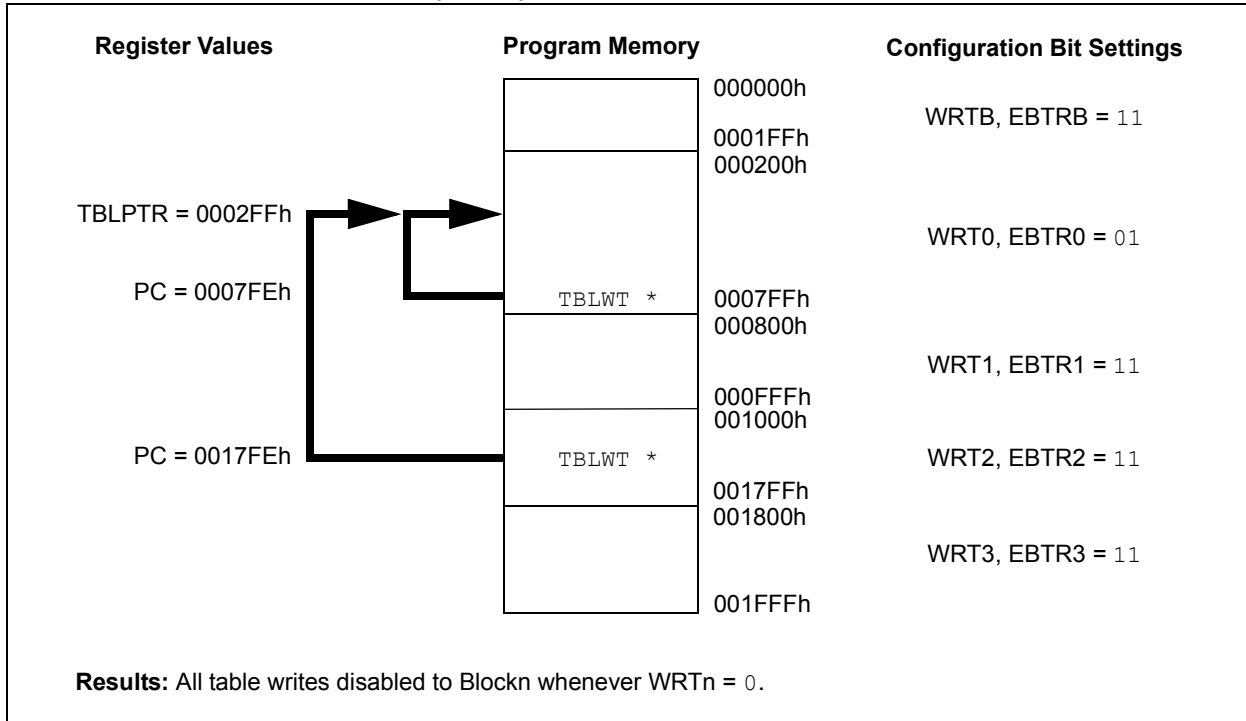 Register Values Program Memory Configuration Bit Settings
000000h
WRTB, EBTRB = 11
0001FFh
000200h
TBLPTR = 0002FFh
WRT0, EBTR0 = 01
PC = 0007FEh TBLWT * 0007FFh
000800h
WRT1, EBTR1 = 11
000FFFh
001000h
PC = 0017FEh TBLWT * WRT2, EBTR2 = 11
0017FFh
001800h
WRT3, EBTR3 = 11
001FFFh
Results: All table writes disabled to Blockn whenever WRTn = 0.